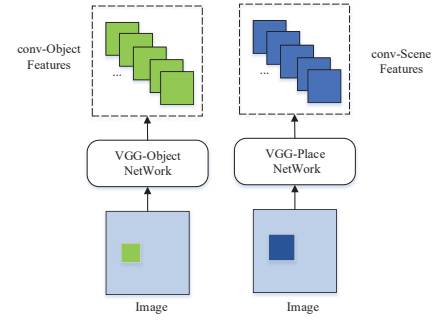 conv-Object
Features
...
...
conv-Scene
Features
VGG-Object
NetWork
VGG-Place
NetWork
Image
Image